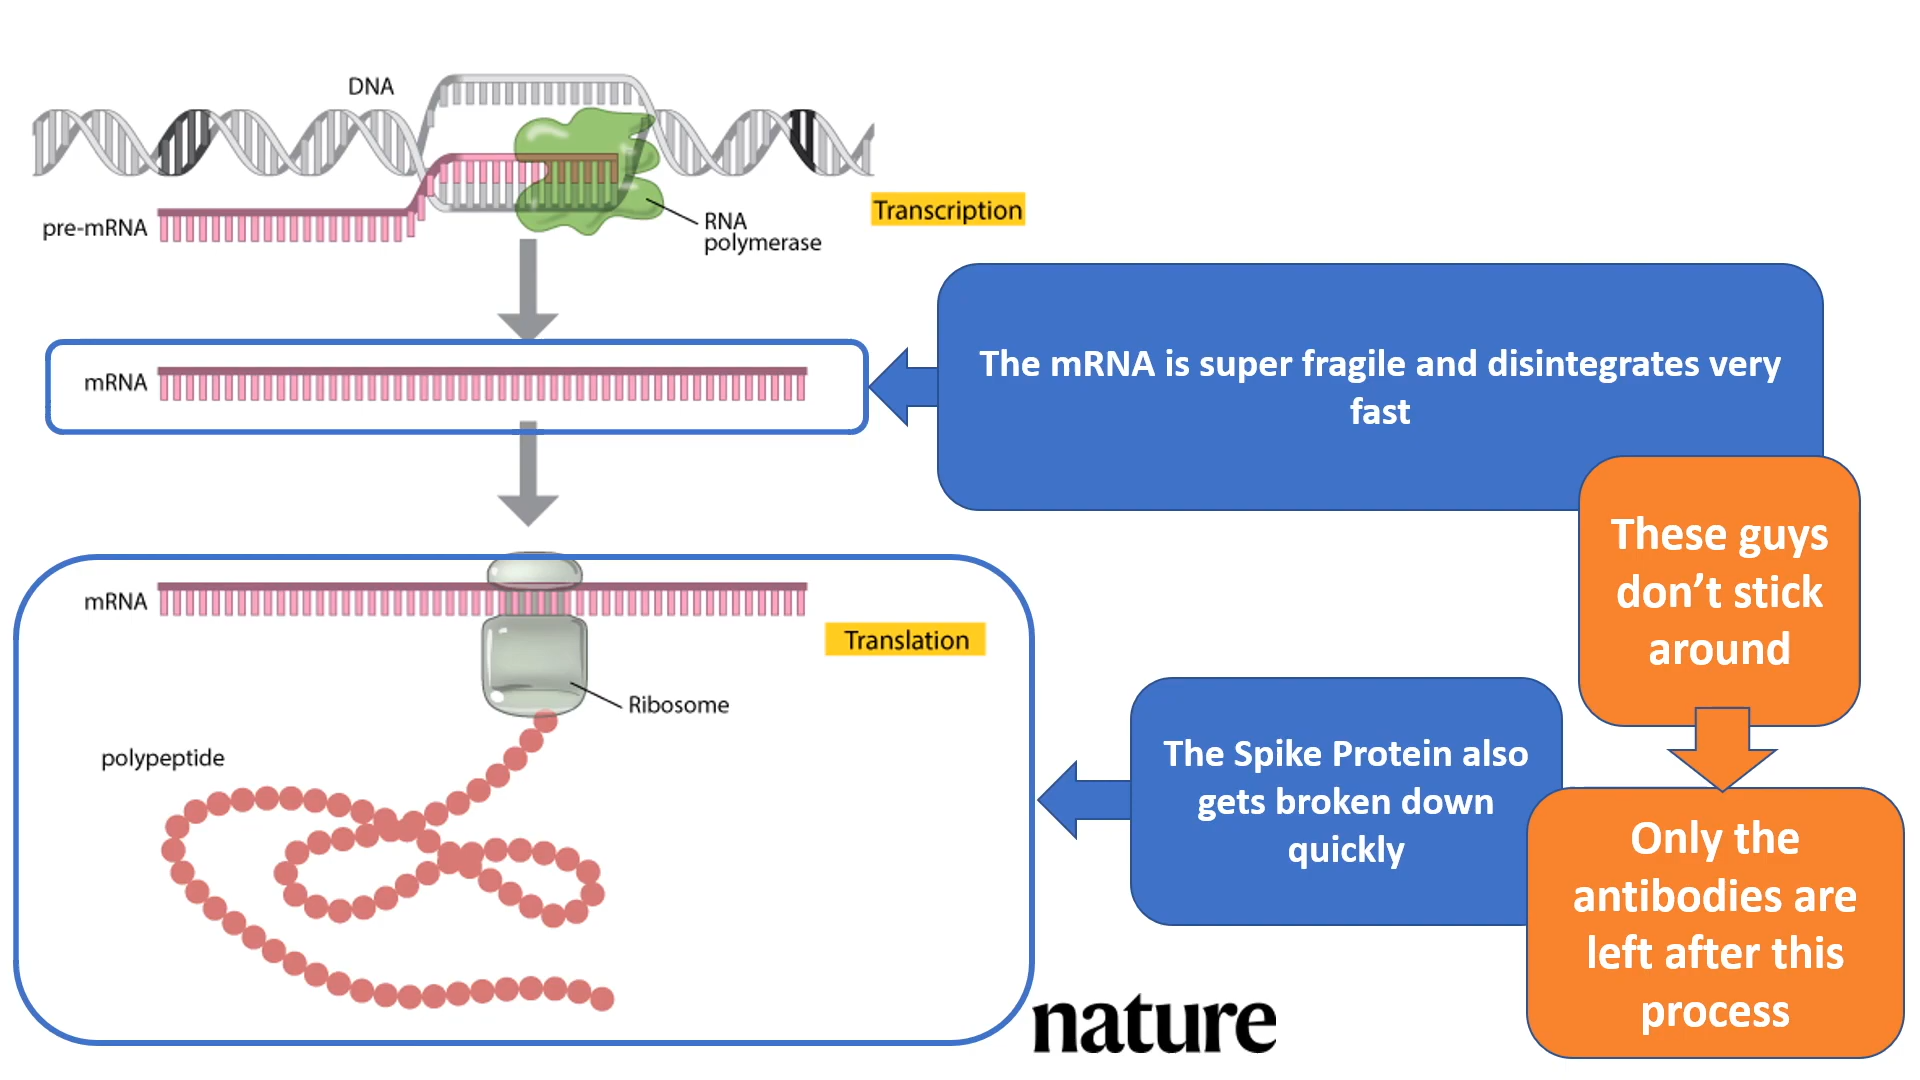 DNA
pre-mRNA
RNA
polymerase
Transcription
mRNA
The mRNA is super fragile and disintegrates very
fast
These guys
don’t stick
around
mRNA
Translation
Ribosome
polypeptide
The Spike Protein also
gets broken down
quickly
Only the
antibodies are
left after this
process
nature